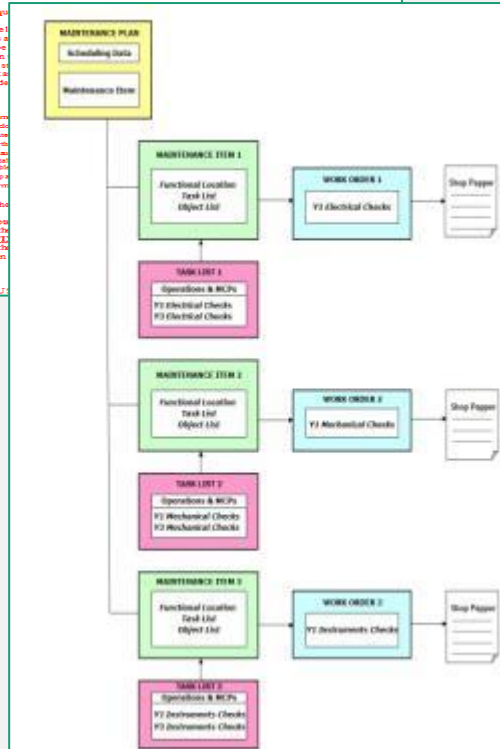 MAINTENANCE PLAN
Scheduling Data
Maintenance Item
MAINTENANCE ITEM 1
Functional Location
Task List
Object List
WORK ORDER 1
Y1 Electrical Checks
Shop Papper
TASK LIST 1
Operations & MCPs
Y1 Electrical Checks
Y3 Electrical Checks
MAINTENANCE ITEM 2
Functional Location
Task List
Object List
WORK ORDER 2
Y1 Mechanical Checks
Shop Papper
TASK LIST 2
Operations & MCPs
Y1 Mechanical Checks
Y3 Mechanical Checks
MAINTENANCE ITEM 3
Functional Location
Task List
Object List
WORK ORDER 3
Y1 Instruments Checks
Shop Papper
TASK LIST 3
Operations & MCPs
Y1 Instruments Checks
Y3 Instruments Checks